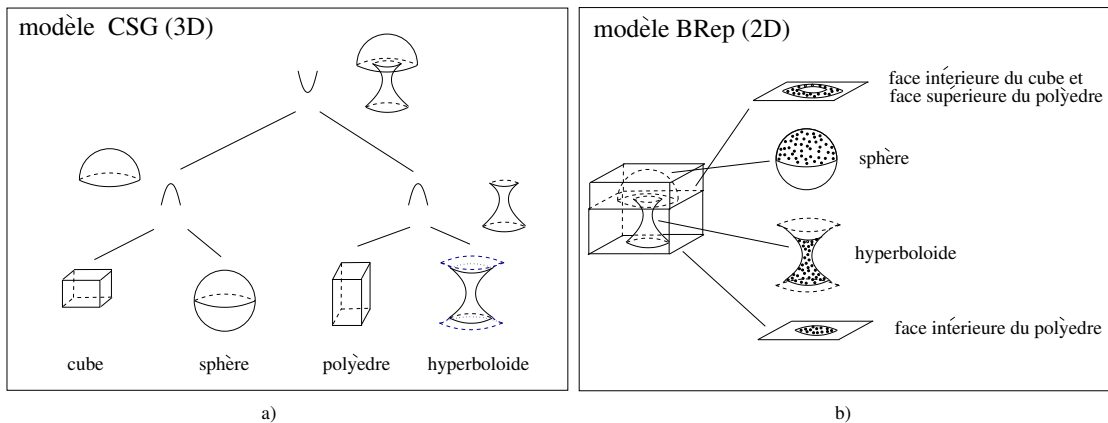 modèle CSG (3D)
cube
sphère
polyèdre
hyperboloide
a)
modèle BRep (2D)
face intérieure du cube et
face supérieure du polyèdre
sphère
hyperboloide
face intérieure du polyèdre
b)